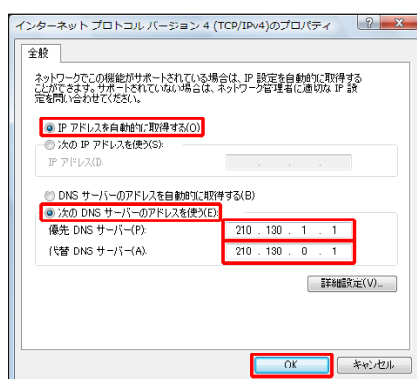 インターネット プロトコル バージョン 4 (TCP/IPv4)のプロパティ
全般
ネットワークでこの機能がサポートされている場合は、IP 設定を自動的に取得する
ことができます。サポートされていない場合は、ネットワーク管理者に適切な IP 設
定を問い合わせてください。
IP アドレスを自動的に取得する(O)
次の IP アドレスを使う(S):
IP アドレス(I):
DNS サーバーのアドレスを自動的に取得する(B)
次の DNS サーバーのアドレスを使う(E):
優先 DNS サーバー(P): 210 . 130 . 1 . 1
代替 DNS サーバー(A): 210 . 130 . 0 . 1
詳細設定(V)...
OK キャンセル